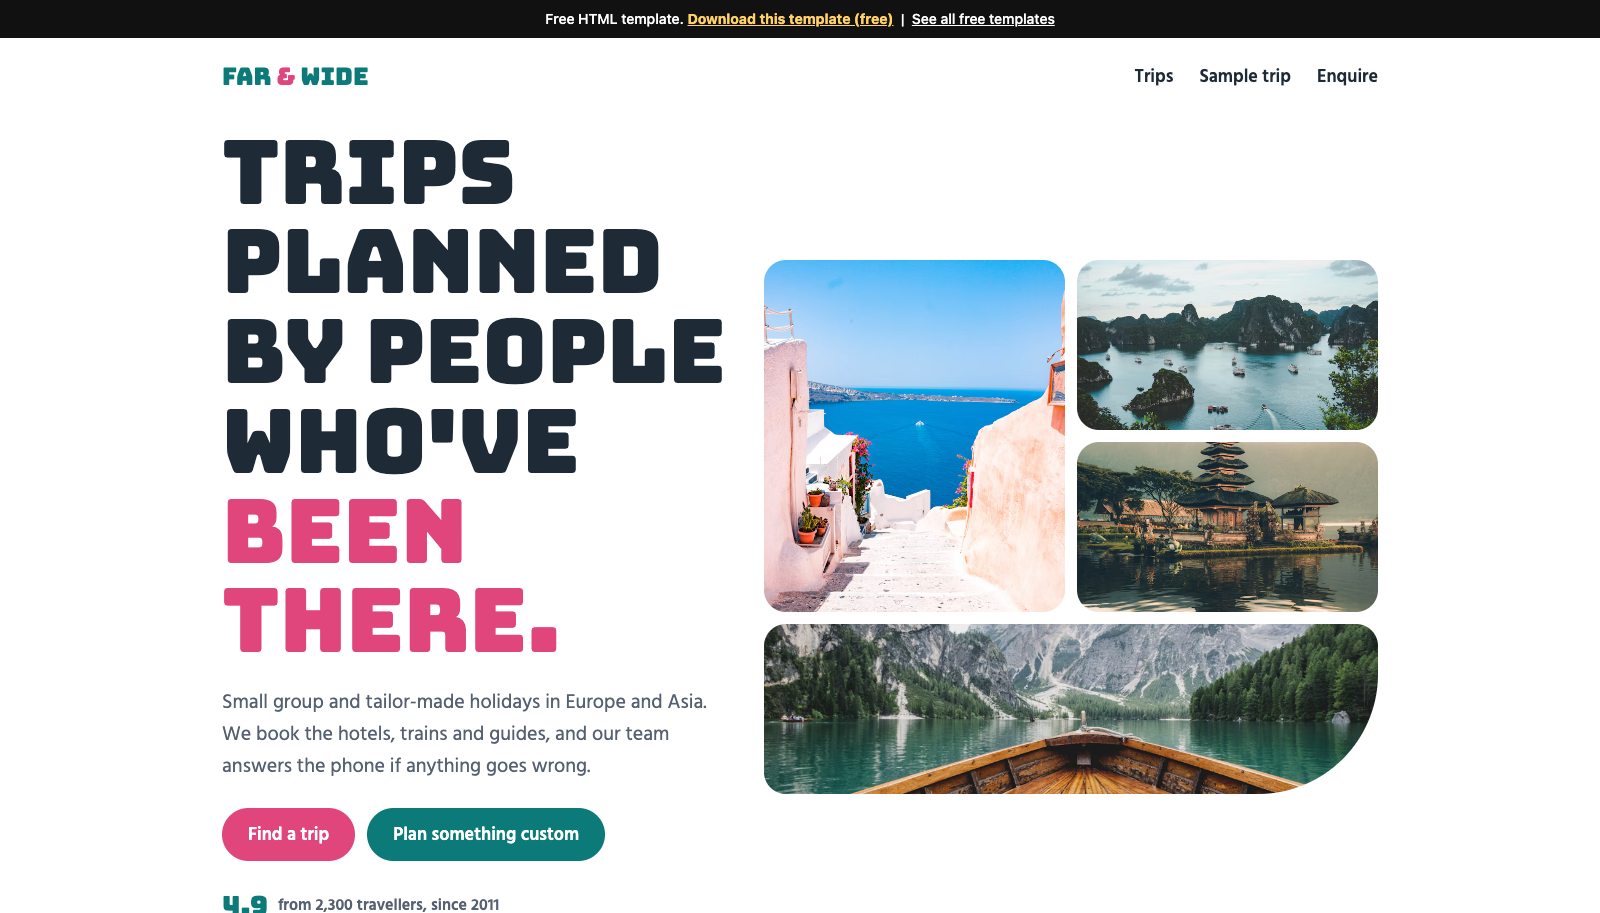 Free HTML template. Download this template (free) | See all free templates
FAR & WIDE
Trips Sample trip Enquire
TRIPS
PLANNED
BY PEOPLE
WHO'VE
BEEN
THERE.
Small group and tailor-made holidays in Europe and Asia.
We book the hotels, trains and guides, and our team
answers the phone if anything goes wrong.
Find a trip
Plan something custom
4.9 from 2,300 travellers, since 2011